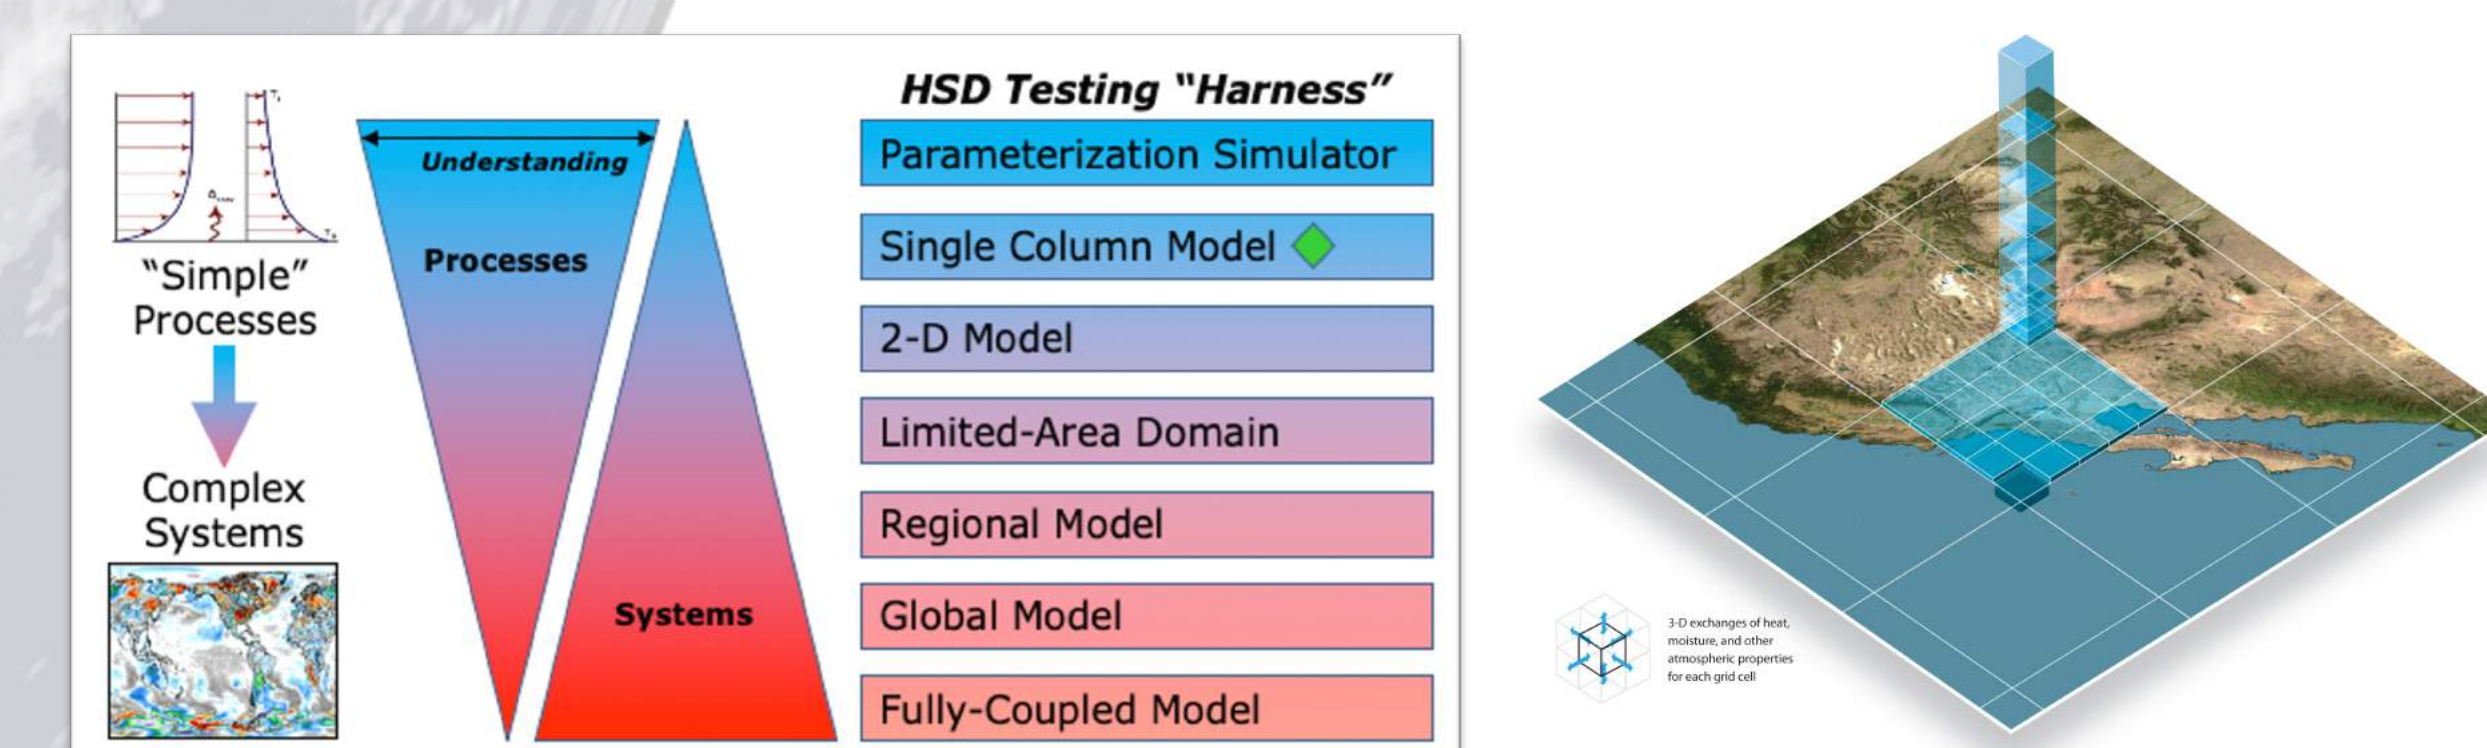 HSD Testing "Harness"
Understanding
Processes
Systems
"Simple"
Processes
Complex
Systems
Parameterization Simulator
Single Column Model
2-D Model
Limited-Area Domain
Regional Model
Global Model
Fully-Coupled Model
3-D exchanges of heat,
moisture, and other
atmospheric properties
for each grid cell